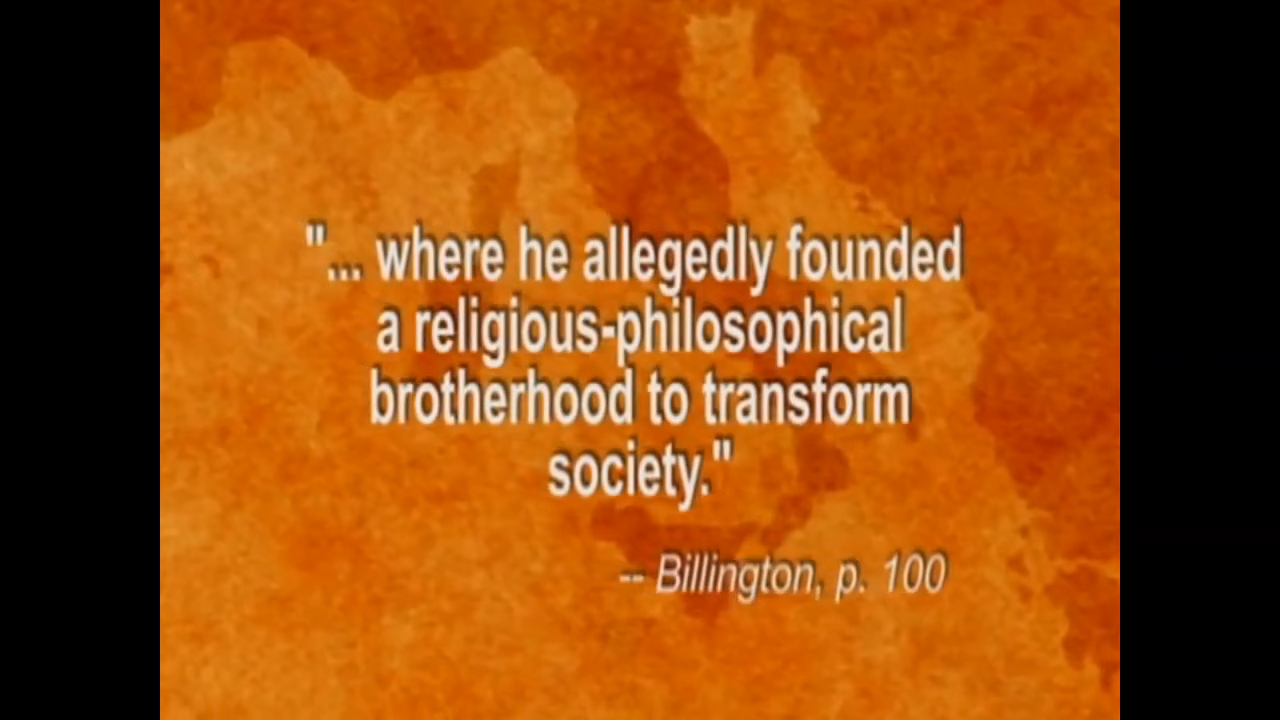 "... where he allegedly founded
a religious-philosophical
brotherhood to transform
society."
-- Billington, p. 100